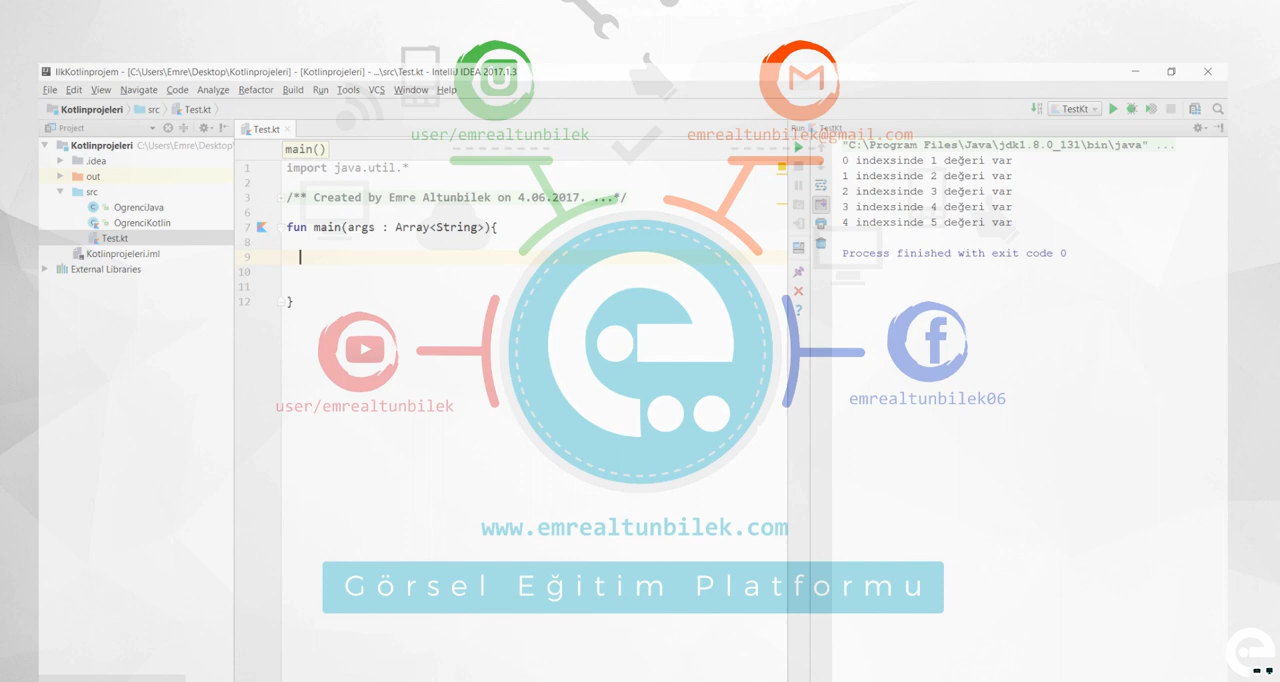 IlkKotlinprojem - [C:\Users\Emre\Desktop\Kotlinprojeleri] - [Kotlinprojeleri] - ...\src\Test.kt - IntelliJ IDEA 2017.1.3
File Edit View Navigate Code Analyze Refactor Build Run Tools VCS Window Help
Kotlinprojeleri src Test.kt
TestKt
Project
Test.kt
Run TestKt
Kotlinprojeleri C:\Users\Emre\Desktop\
.idea
out
src
OgrenciJava
OgrenciKotlin
Test.kt
Kotlinprojeleri.iml
External Libraries
main()
1 import java.util.*
2
3 /** Created by Emre Altunbilek on 4.06.2017. ...*/
6
7 fun main(args : Array<String>){
8
9
10
11
12 }
"C:\Program Files\Java\jdk1.8.0_131\bin\java" ...
0 indexsinde 1 değeri var
1 indexsinde 2 değeri var
2 indexsinde 3 değeri var
3 indexsinde 4 değeri var
4 indexsinde 5 değeri var
Process finished with exit code 0
user/emrealtunbilek
emrealtunbilek@gmail.com
user/emrealtunbilek
emrealtunbilek06
www.emrealtunbilek.com
Görsel Eğitim Platformu